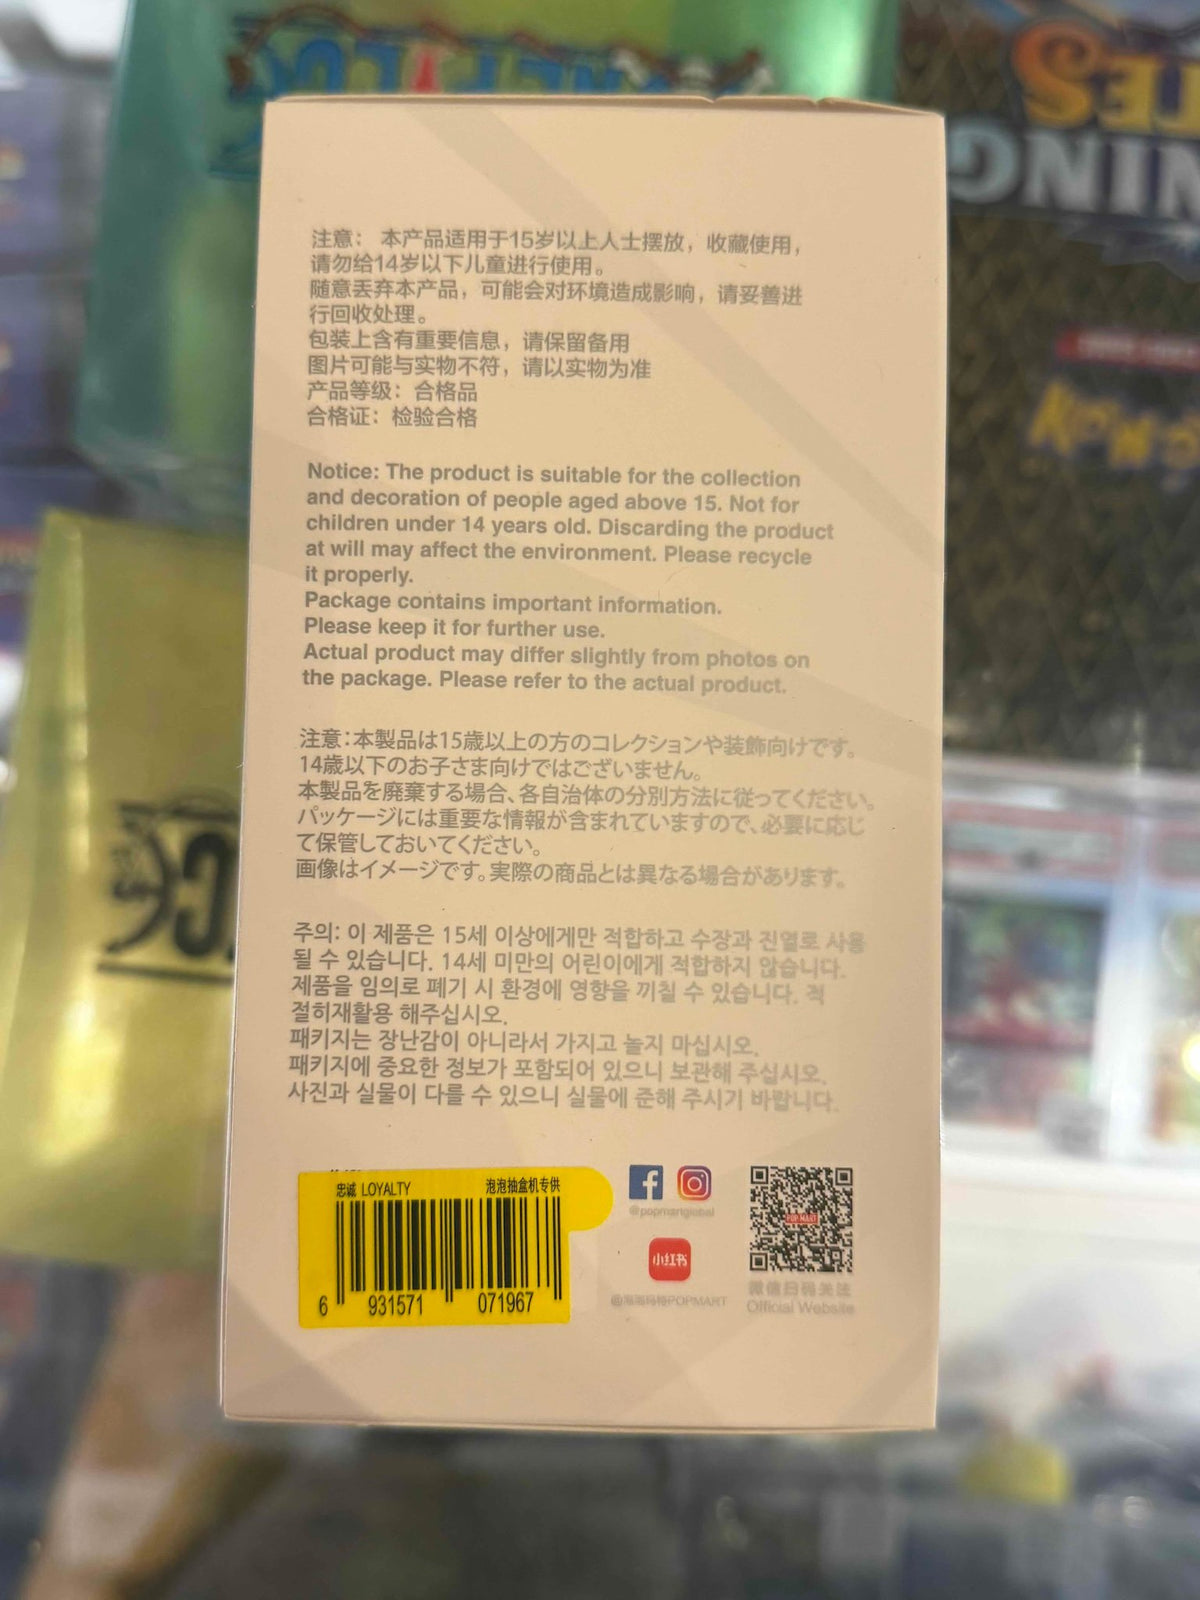 注意： 本产品适用于15岁以上人士摆放，收藏使用，
请勿给14岁以下儿童进行使用。
随意丢弃本产品，可能会对环境造成影响，请妥善进
行回收处理。
包装上含有重要信息，请保留备用
图片可能与实物不符，请以实物为准
产品等级：合格品
合格证：检验合格
Notice: The product is suitable for the collection
and decoration of people aged above 15. Not for
children under 14 years old. Discarding the product
at will may affect the environment. Please recycle
it properly.
Package contains important information.
Please keep it for further use.
Actual product may differ slightly from photos on
the package. Please refer to the actual product.
注意：本製品は15歳以上の方のコレクションや装飾向けです。
14歳以下のお子さま向けではございません。
本製品を廃棄する場合、各自治体の分別方法に従ってください。
パッケージには重要な情報が含まれていますので、必要に応じ
て保管しておいてください。
画像はイメージです。実際の商品とは異なる場合があります。
주의: 이 제품은 15세 이상에게만 적합하고 수장과 진열로 사용
될 수 있습니다. 14세 미만의 어린이에게 적합하지 않습니다.
제품을 임의로 폐기 시 환경에 영향을 끼칠 수 있습니다. 적
절히재활용 해주십시오.
패키지는 장난감이 아니라서 가지고 놀지 마십시오.
패키지에 중요한 정보가 포함되어 있으니 보관해 주십시오.
사진과 실물이 다를 수 있으니 실물에 준해 주시기 바랍니다.
忠诚 LOYALTY 泡泡抽盒机专供
6 931571 071967
@popmartglobal
小红书
@泡泡玛特POPMART
POP MART
微信扫码关注
Official Website